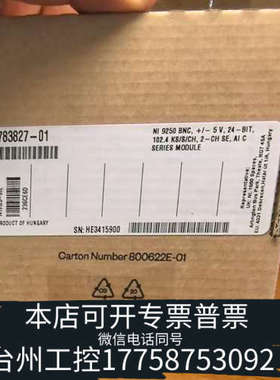 783827-01
NI 9250 BNC, +/- 5 V, 24-BIT,
102.4 KS/S/CH, 2-CH SE, AI C
SERIES MODULE
PRODUCT OF HUNGARY
SN: HE3415900
Representative:
Carton Number 600622E-01
本店可开专票普票
微信电话同号
台州工控17758753092